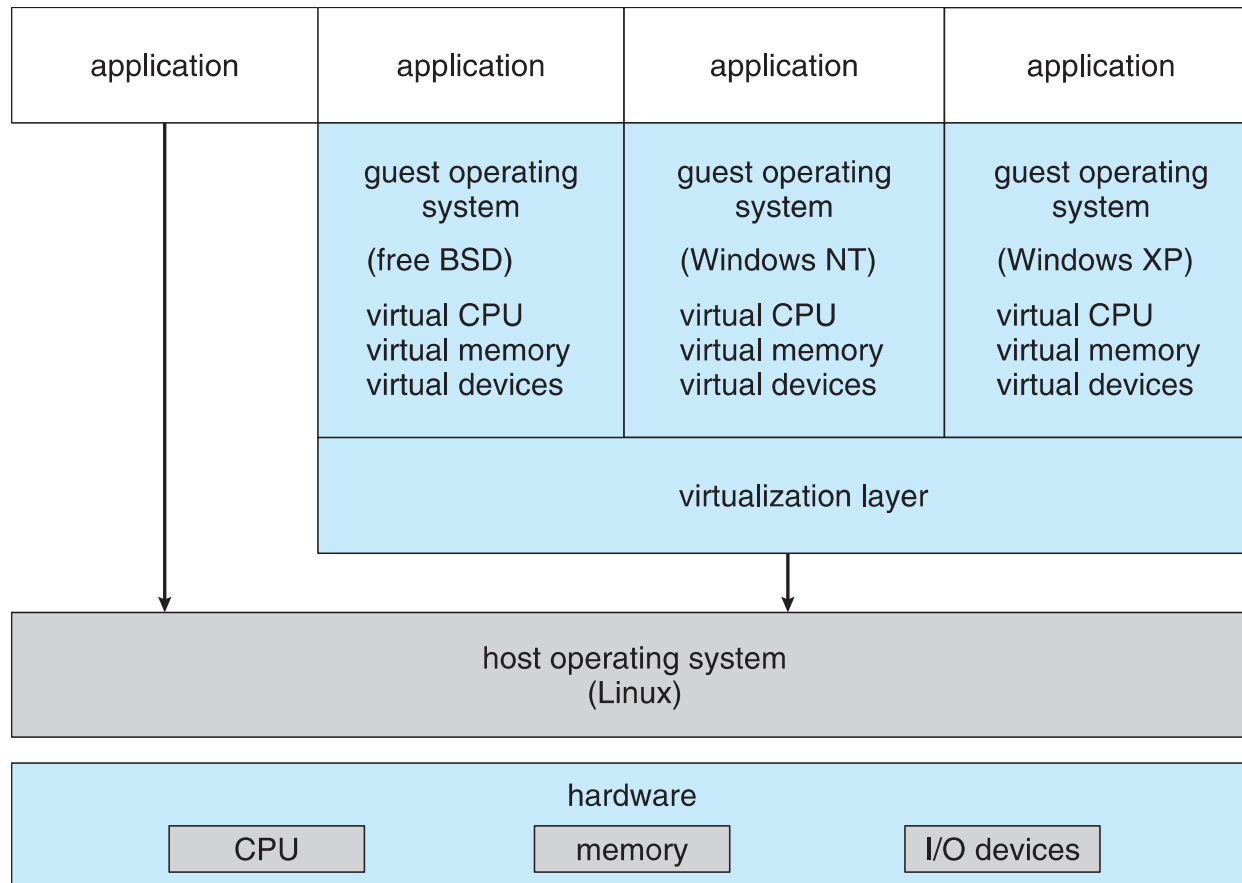 application
application
application
application
guest operating
system
(free BSD)
virtual CPU
virtual memory
virtual devices
guest operating
system
(Windows NT)
virtual CPU
virtual memory
virtual devices
guest operating
system
(Windows XP)
virtual CPU
virtual memory
virtual devices
virtualization layer
host operating system
(Linux)
hardware
CPU
memory
I/O devices